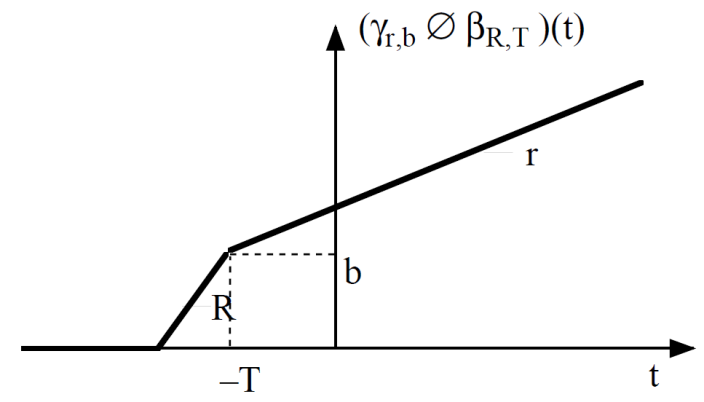 (γr,b ∅ βR,T )(t)
r
b
R
–T
t